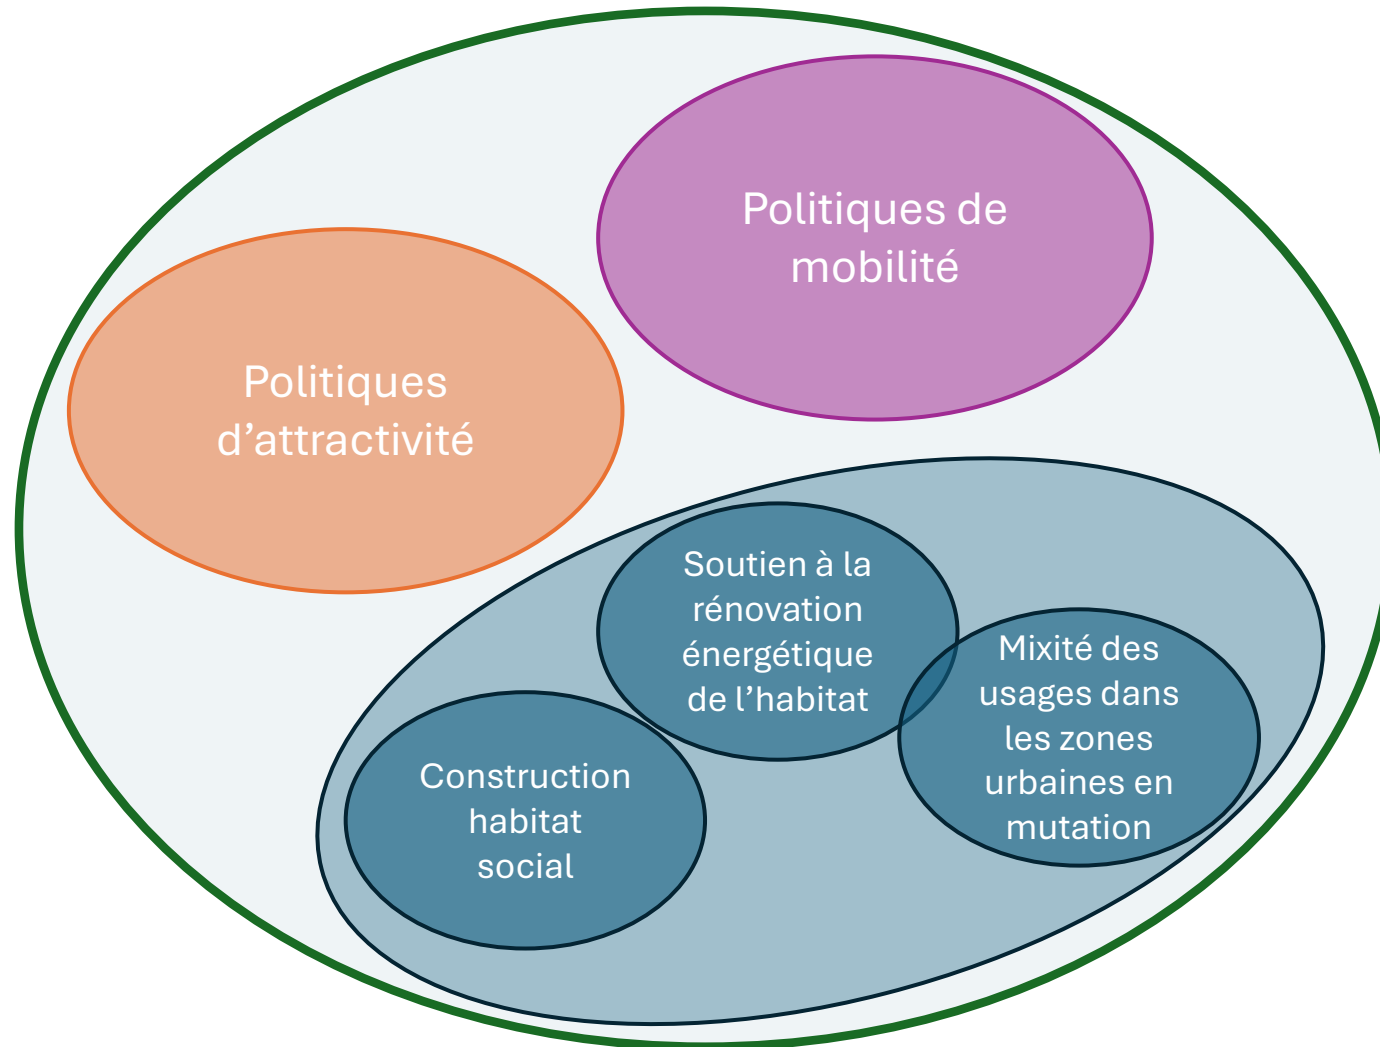 Politiques de
mobilité
Politiques
d’attractivité
Soutien à la
rénovation
énergétique
de l’habitat
Mixité des
usages dans
les zones
urbaines en
mutation
Construction
habitat
social